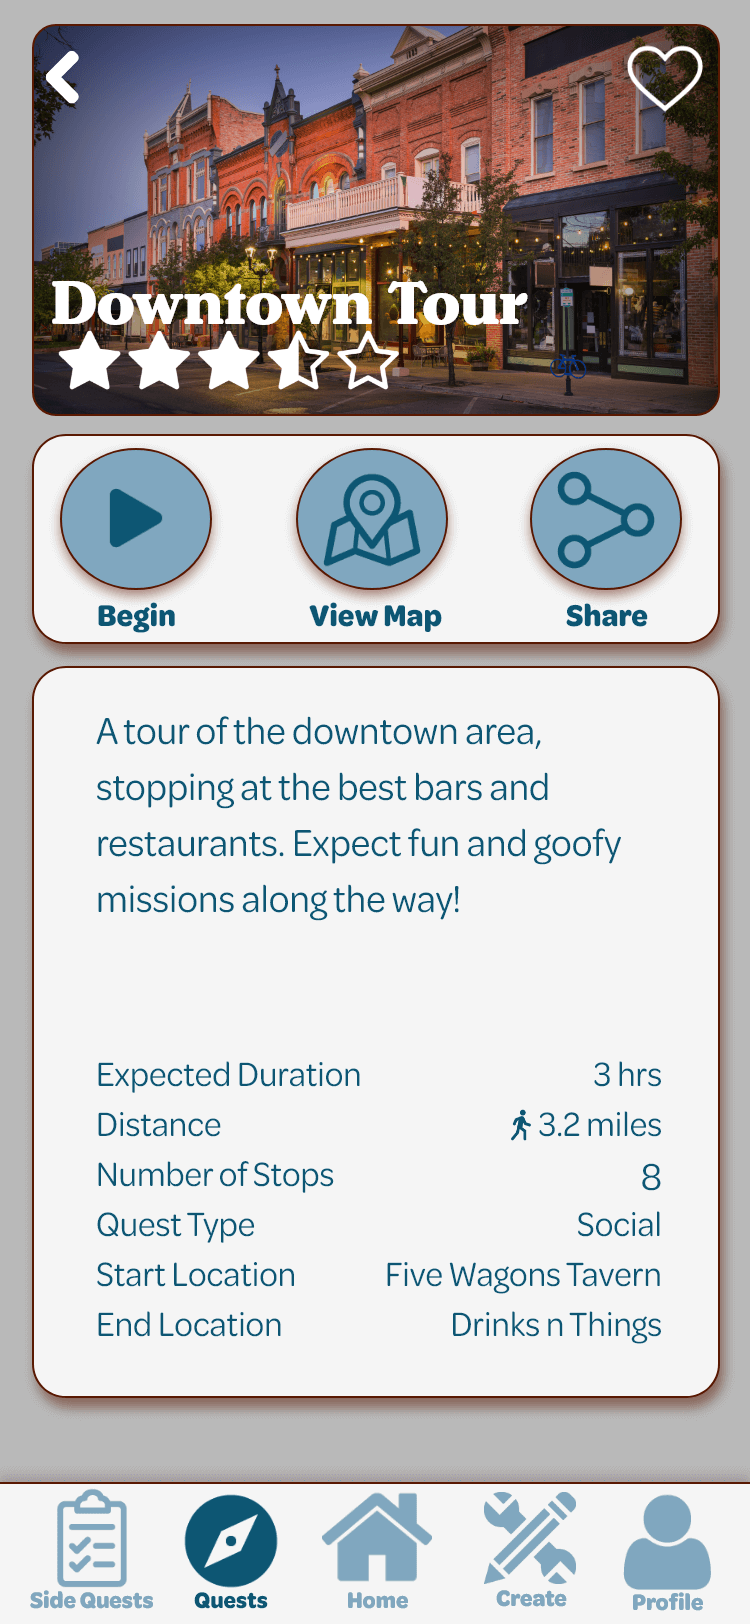 Downtown Tour
Begin
View Map
Share
A tour of the downtown area,
stopping at the best bars and
restaurants. Expect fun and goofy
missions along the way!
Expected Duration 3 hrs
Distance 3.2 miles
Number of Stops 8
Quest Type Social
Start Location Five Wagons Tavern
End Location Drinks n Things
Side Quests
Quests
Home
Create
Profile